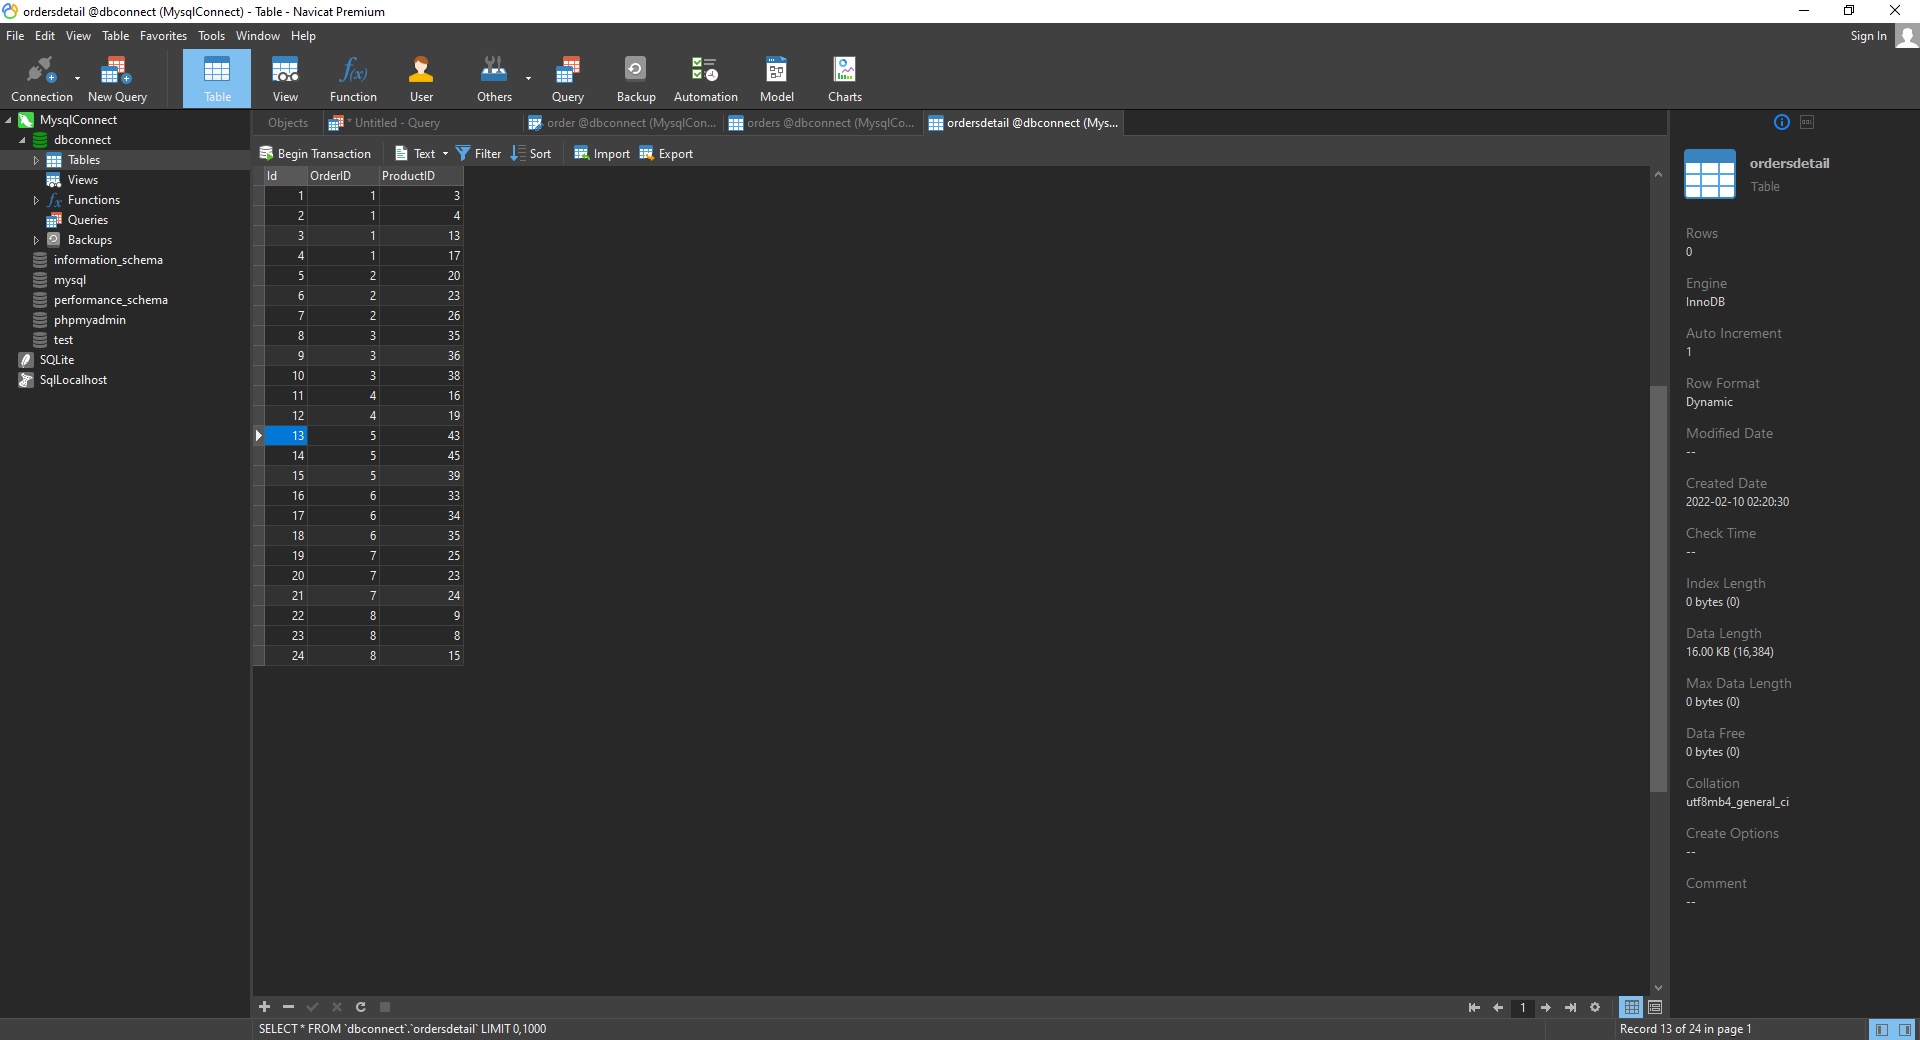 ordersdetail @dbconnect (MysqlConnect) - Table - Navicat Premium
File Edit View Table Favorites Tools Window Help
Sign In
Connection New Query Table View Function User Others Query Backup Automation Model Charts
MysqlConnect
dbconnect
Tables
Views
Functions
Queries
Backups
information_schema
mysql
performance_schema
phpmyadmin
test
SQLite
SqlLocalhost
Objects * Untitled - Query order @dbconnect (MysqlCon... orders @dbconnect (MysqlCo... ordersdetail @dbconnect (Mys...
Begin Transaction Text Filter Sort Import Export
Id OrderID ProductID
1 1 3
2 1 4
3 1 13
4 1 17
5 2 20
6 2 23
7 2 26
8 3 35
9 3 36
10 3 38
11 4 16
12 4 19
13 5 43
14 5 45
15 5 39
16 6 33
17 6 34
18 6 35
19 7 25
20 7 23
21 7 24
22 8 9
23 8 8
24 8 15
1
SELECT * FROM `dbconnect`.`ordersdetail` LIMIT 0,1000
Record 13 of 24 in page 1
ordersdetail
Table
Rows
0
Engine
InnoDB
Auto Increment
1
Row Format
Dynamic
Modified Date
--
Created Date
2022-02-10 02:20:30
Check Time
--
Index Length
0 bytes (0)
Data Length
16.00 KB (16,384)
Max Data Length
0 bytes (0)
Data Free
0 bytes (0)
Collation
utf8mb4_general_ci
Create Options
--
Comment
--